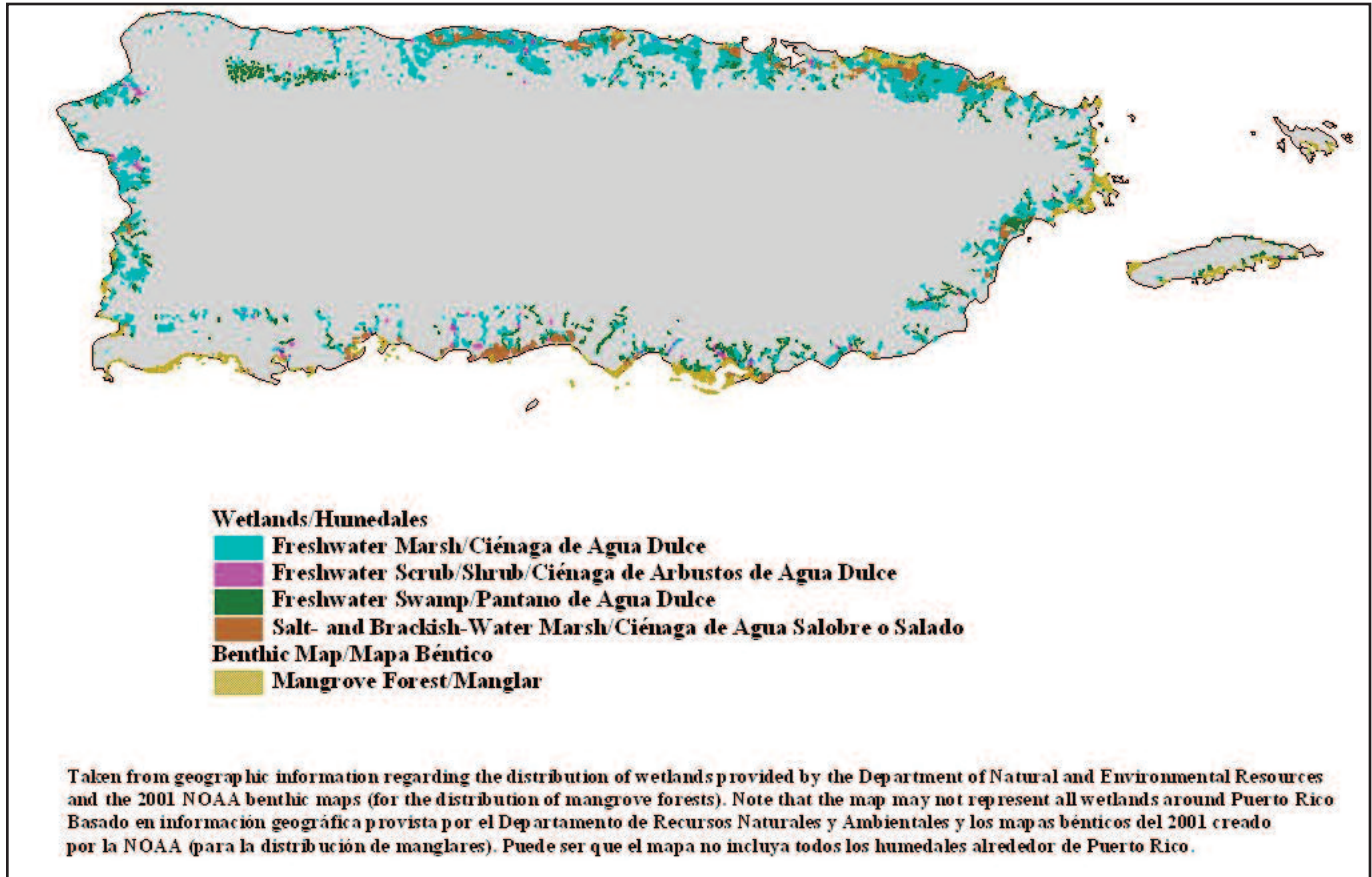 Wetlands/Humedales
Freshwater Marsh/Ciénaga de Agua Dulce
Freshwater Scrub/Shrub/Ciénaga de Arbustos de Agua Dulce
Freshwater Swamp/Pantano de Agua Dulce
Salt- and Brackish-Water Marsh/Ciénaga de Agua Salobre o Salado
Benthic Map/Mapa Béntico
Mangrove Forest/Manglar
Taken from geographic information regarding the distribution of wetlands provided by the Department of Natural and Environmental Resources
and the 2001 NOAA benthic maps (for the distribution of mangrove forests). Note that the map may not represent all wetlands around Puerto Rico
Basado en información geográfica provista por el Departamento de Recursos Naturales y Ambientales y los mapas bénticos del 2001 creado
por la NOAA (para la distribución de manglares). Puede ser que el mapa no incluya todos los humedales alrededor de Puerto Rico.